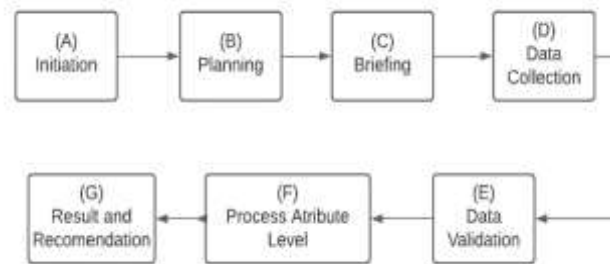 (A)
Initiation
(B)
Planning
(C)
Briefing
(D)
Data
Collection
(G)
Result and
Recomendation
(F)
Process Atribute
Level
(E)
Data
Validation